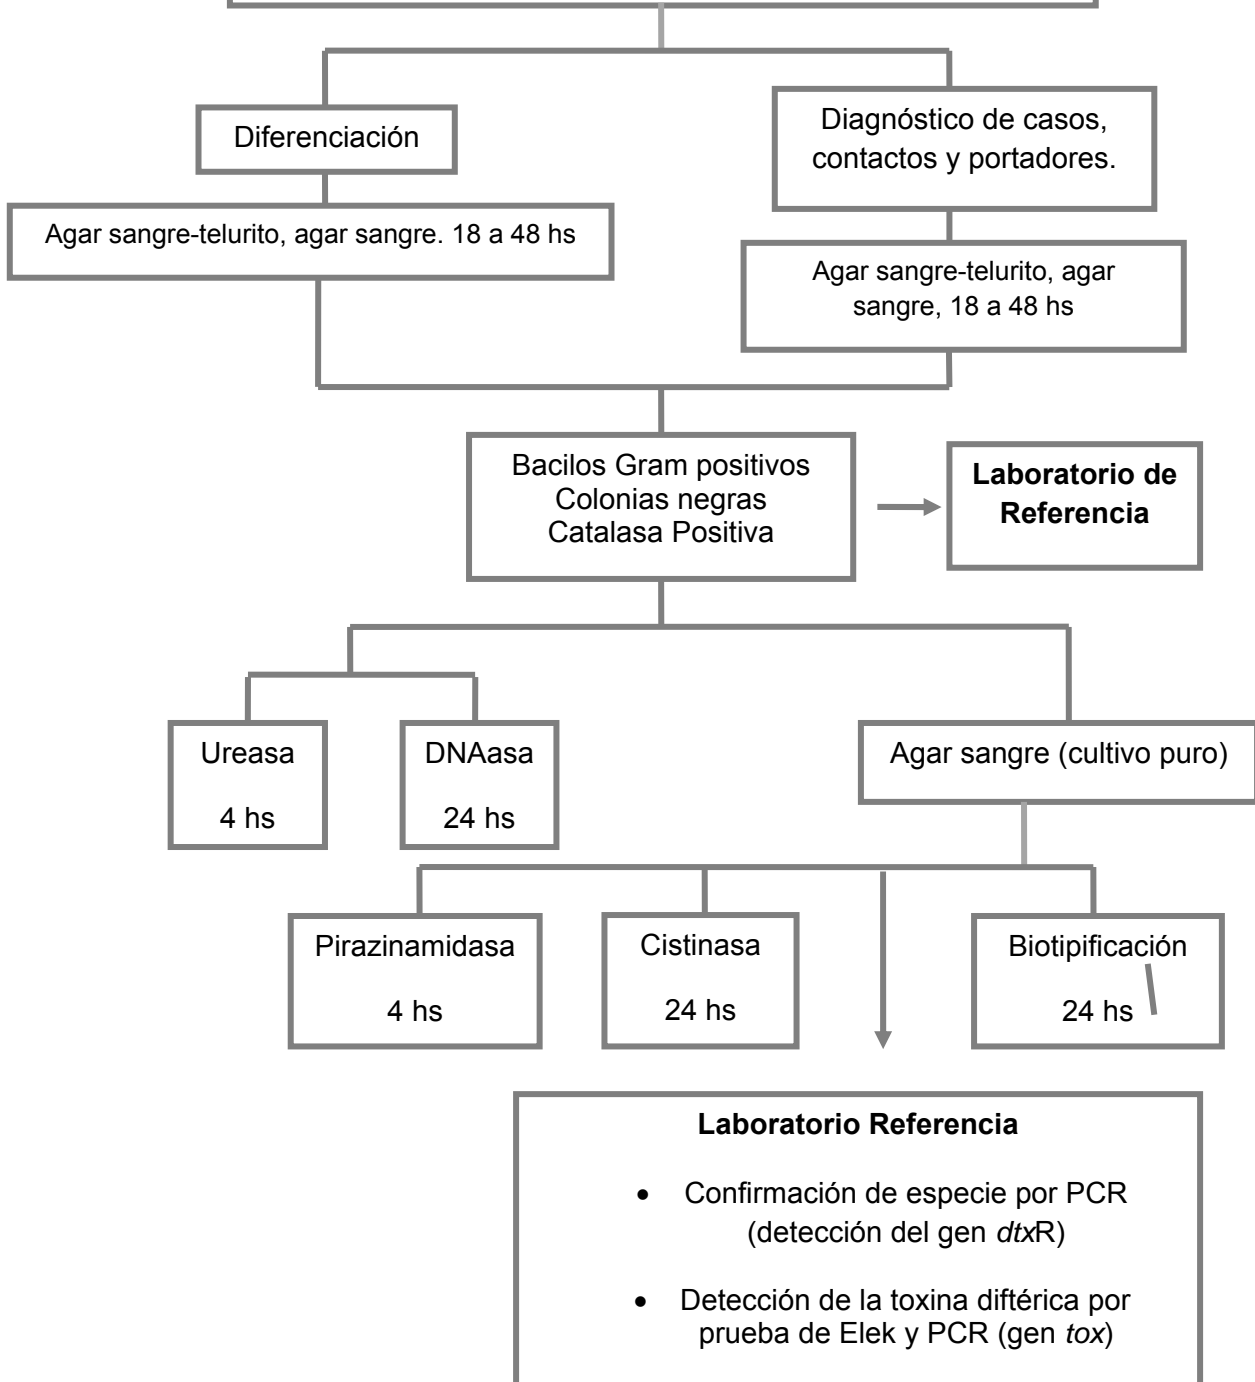 Diferenciación
Diagnóstico de casos,
contactos y portadores.
Agar sangre-telurito, agar sangre. 18 a 48 hs
Agar sangre-telurito, agar
sangre, 18 a 48 hs
Bacilos Gram positivos
Colonias negras
Catalasa Positiva
Laboratorio de
Referencia
Ureasa
4 hs
DNAasa
24 hs
Agar sangre (cultivo puro)
Pirazinamidasa
4 hs
Cistinasa
24 hs
Biotipificación
24 hs
Laboratorio Referencia
• Confirmación de especie por PCR
(detección del gen dtxR)
• Detección de la toxina diftérica por
prueba de Elek y PCR (gen tox)